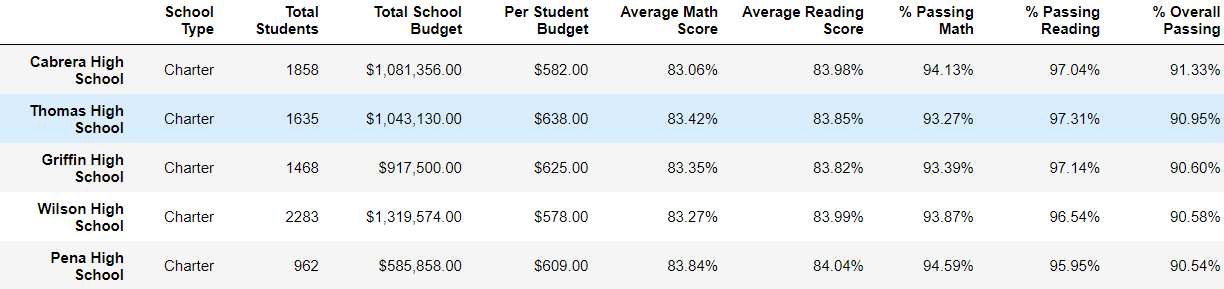 School Type Total Students Total School Budget Per Student Budget Average Math Score Average Reading Score % Passing Math % Passing Reading % Overall Passing
Cabrera High School Charter 1858 $1,081,356.00 $582.00 83.06% 83.98% 94.13% 97.04% 91.33%
Thomas High School Charter 1635 $1,043,130.00 $638.00 83.42% 83.85% 93.27% 97.31% 90.95%
Griffin High School Charter 1468 $917,500.00 $625.00 83.35% 83.82% 93.39% 97.14% 90.60%
Wilson High School Charter 2283 $1,319,574.00 $578.00 83.27% 83.99% 93.87% 96.54% 90.58%
Pena High School Charter 962 $585,858.00 $609.00 83.84% 84.04% 94.59% 95.95% 90.54%